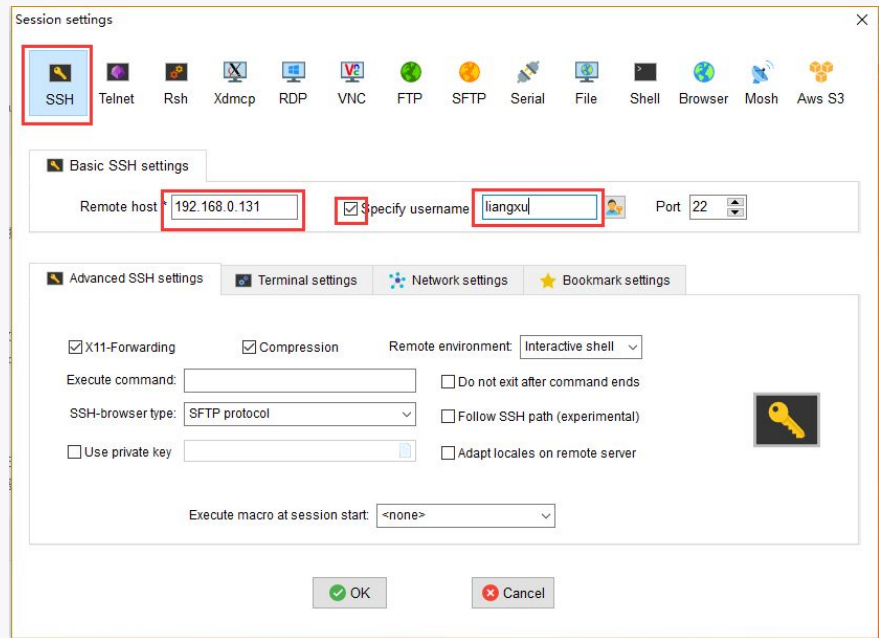 Session settings
SSH Telnet Rsh Xdmcp RDP VNC FTP SFTP Serial File Shell Browser Mosh Aws S3
Basic SSH settings
Remote host * 192.168.0.131 Specify username liangxu Port 22
Advanced SSH settings Terminal settings Network settings Bookmark settings
X11-Forwarding Compression Remote environment: Interactive shell
Execute command: Do not exit after command ends
SSH-browser type: SFTP protocol Follow SSH path (experimental)
Use private key Adapt locales on remote server
Execute macro at session start: <none>
OK Cancel